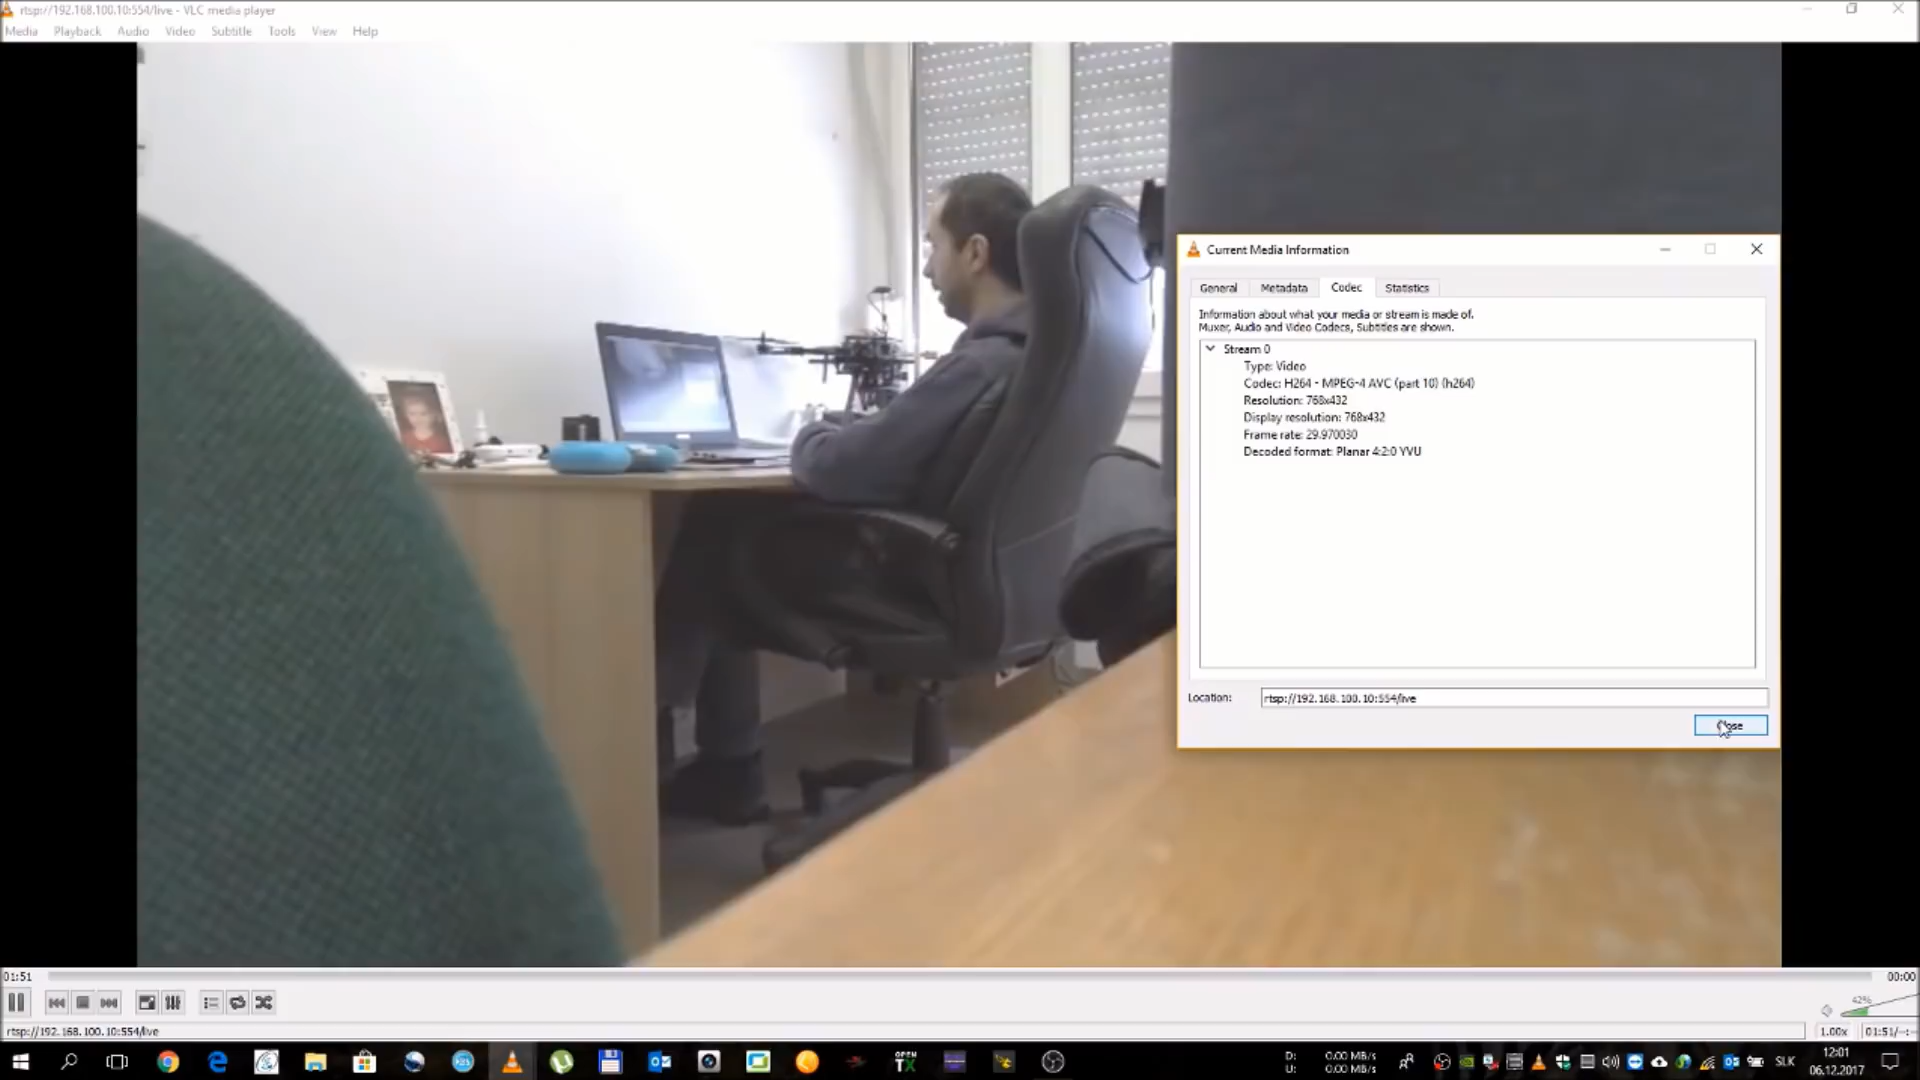 rtsp://192.168.100.10:554/live - VLC media player
Media Playback Audio Video Subtitle Tools View Help
Current Media Information
General Metadata Codec Statistics
Information about what your media or stream is made of.
Muxer, Audio and Video Codecs, Subtitles are shown.
Stream 0
Type: Video
Codec: H264 - MPEG-4 AVC (part 10) (h264)
Resolution: 768x432
Display resolution: 768x432
Frame rate: 29.970030
Decoded format: Planar 4:2:0 YVU
Location: rtsp://192.168.100.10:554/live
Close
01:51 00:00
42%
rtsp://192.168.100.10:554/live 1.00x 01:51/--:--
OPEN
TX
D: 0.00 MB/s
U: 0.00 MB/s
SLK
12:01
06.12.2017